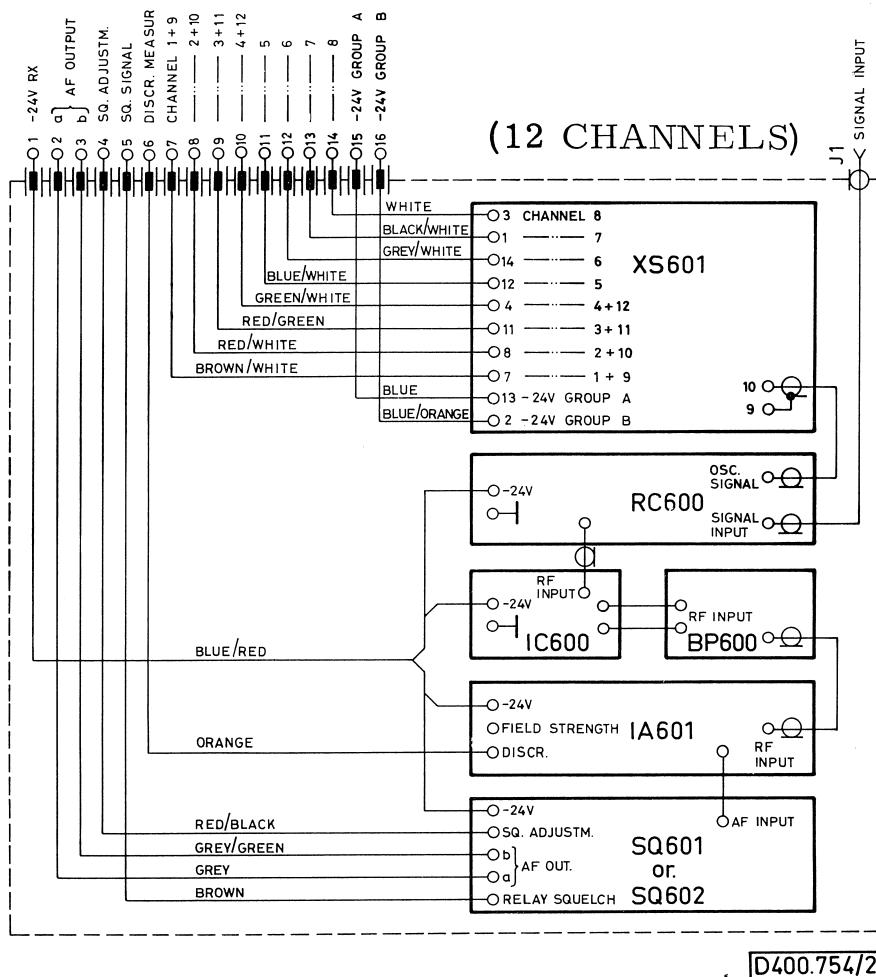 1 -24V RX
2 a
3 b
} AF OUTPUT
4 SQ. ADJUSTM.
5 SQ. SIGNAL
6 DISCR. MEASUR
7 CHANNEL 1+9
8 —··— 2+10
9 —··— 3+11
10 —··— 4+12
11 —··— 5
12 —··— 6
13 —··— 7
14 —··— 8
15 -24V GROUP A
16 -24V GROUP B
(12 CHANNELS)
J1
SIGNAL INPUT
WHITE
BLACK/WHITE
GREY/WHITE
BLUE/WHITE
GREEN/WHITE
RED/GREEN
RED/WHITE
BROWN/WHITE
BLUE
BLUE/ORANGE
3 CHANNEL 8
1 —··— 7
14 —··— 6
12 —··— 5
4 —··— 4+12
11 —··— 3+11
8 —··— 2+10
7 —··— 1+9
13 -24V GROUP A
2 -24V GROUP B
XS601
10
9
-24V
RC600
OSC.
SIGNAL
SIGNAL
INPUT
RF
INPUT
-24V
IC600
RF INPUT
BP600
BLUE/RED
-24V
FIELD STRENGTH
DISCR.
IA601
RF
INPUT
ORANGE
RED/BLACK
GREY/GREEN
GREY
BROWN
-24V
SQ. ADJUSTM.
b
a
} AF OUT.
RELAY SQUELCH
AF INPUT
SQ601
or.
SQ602
D400.754/2